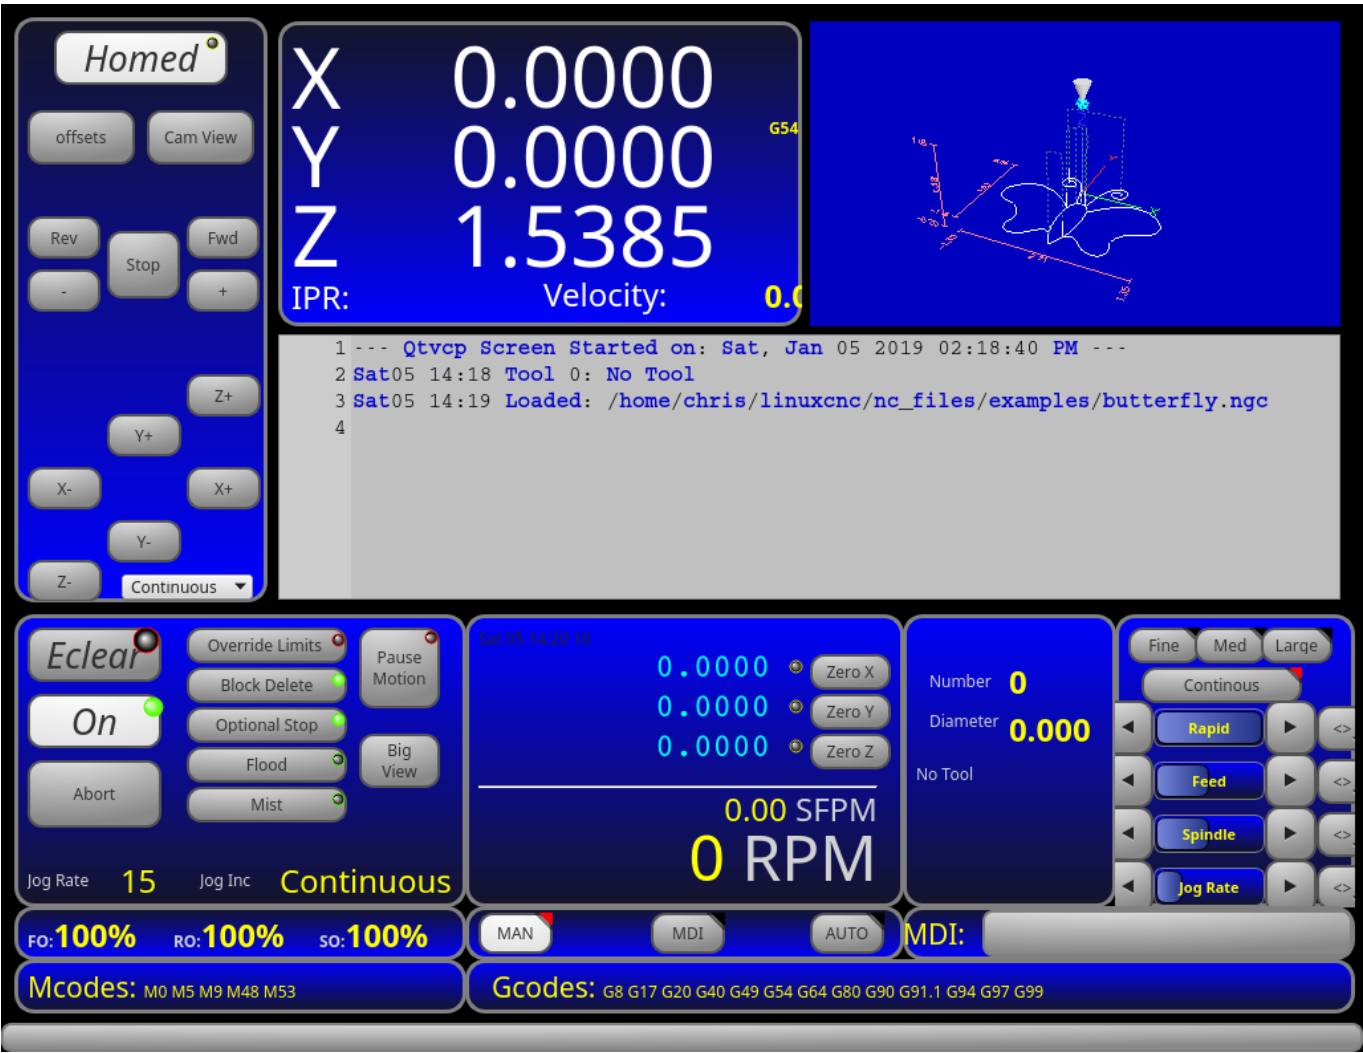 Homed
offsets
Cam View
Rev
Fwd
Stop
-
+
Z+
Y+
X-
X+
Y-
Z-
Continuous
X 0.0000
Y 0.0000
G54
Z 1.5385
IPR:
Velocity:
0.0
1 --- Qtvcp Screen Started on: Sat, Jan 05 2019 02:18:40 PM ---
2 Sat05 14:18 Tool 0: No Tool
3 Sat05 14:19 Loaded: /home/chris/linuxcnc/nc_files/examples/butterfly.ngc
4
Eclear
On
Abort
Override Limits
Block Delete
Optional Stop
Flood
Mist
Pause
Motion
Big
View
Jog Rate 15
Jog Inc Continuous
Sat 05 14:20:16
0.0000 Zero X
0.0000 Zero Y
0.0000 Zero Z
0.00 SFPM
0 RPM
Number 0
Diameter 0.000
No Tool
Fine
Med
Large
Continous
Rapid <>
Feed <>
Spindle <>
Jog Rate <>
FO:100% RO:100% SO:100%
MAN
MDI
AUTO
MDI:
Mcodes: M0 M5 M9 M48 M53
Gcodes: G8 G17 G20 G40 G49 G54 G64 G80 G90 G91.1 G94 G97 G99